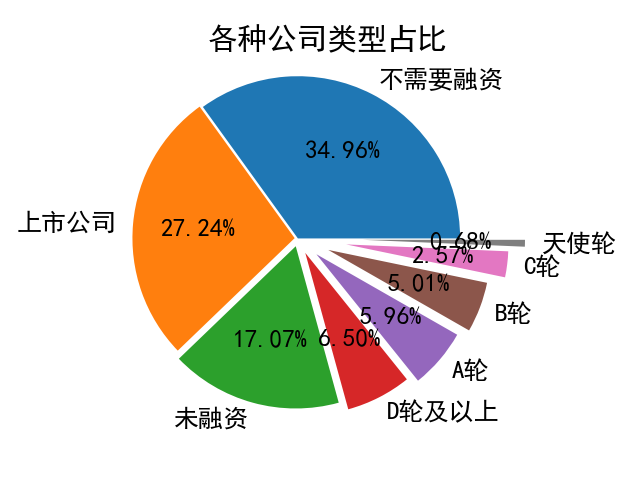 各种公司类型占比
不需要融资
34.96%
上市公司
27.24%
未融资
17.07%
D轮及以上
6.50%
A轮
5.96%
B轮
5.01%
C轮
2.57%
天使轮
0.68%